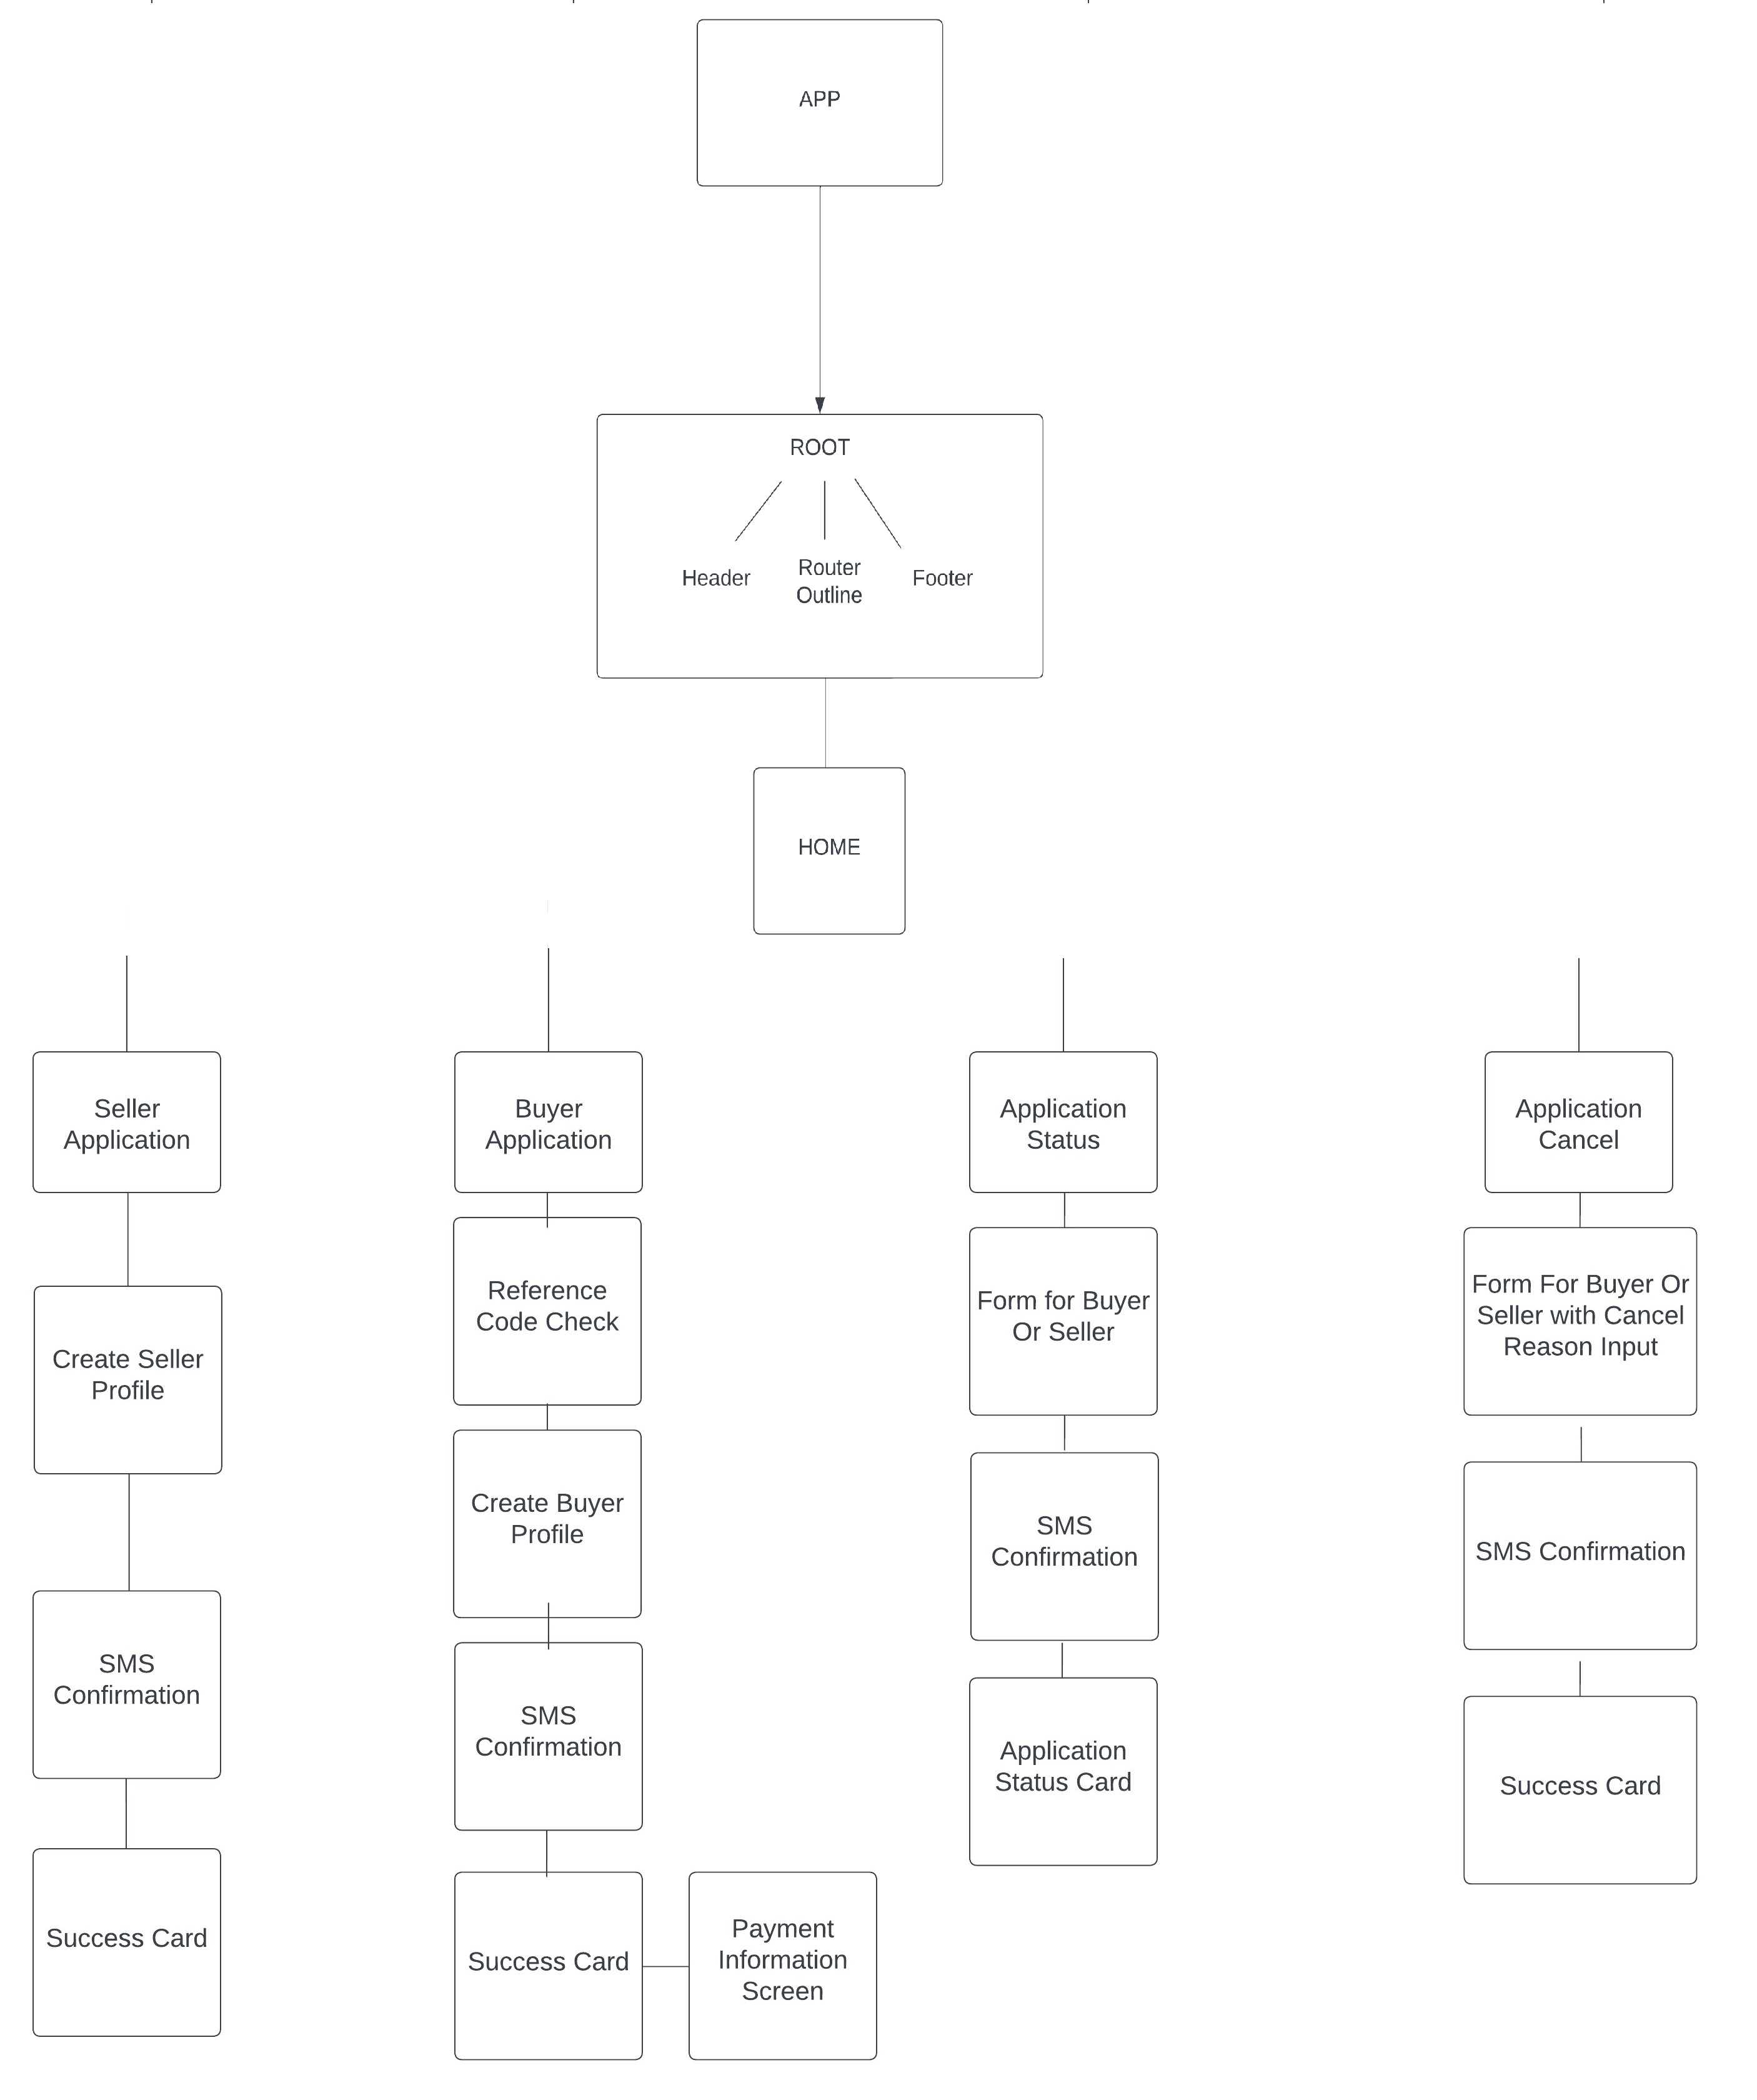 APP
ROOT
Header
Router
Outline
Footer
HOME
Seller
Application
Buyer
Application
Application
Status
Application
Cancel
Create Seller
Profile
Reference
Code Check
Form for Buyer
Or Seller
Form For Buyer Or
Seller with Cancel
Reason Input
Create Buyer
Profile
SMS
Confirmation
SMS Confirmation
SMS
Confirmation
SMS
Confirmation
Application
Status Card
Success Card
Success Card
Success Card
Payment
Information
Screen